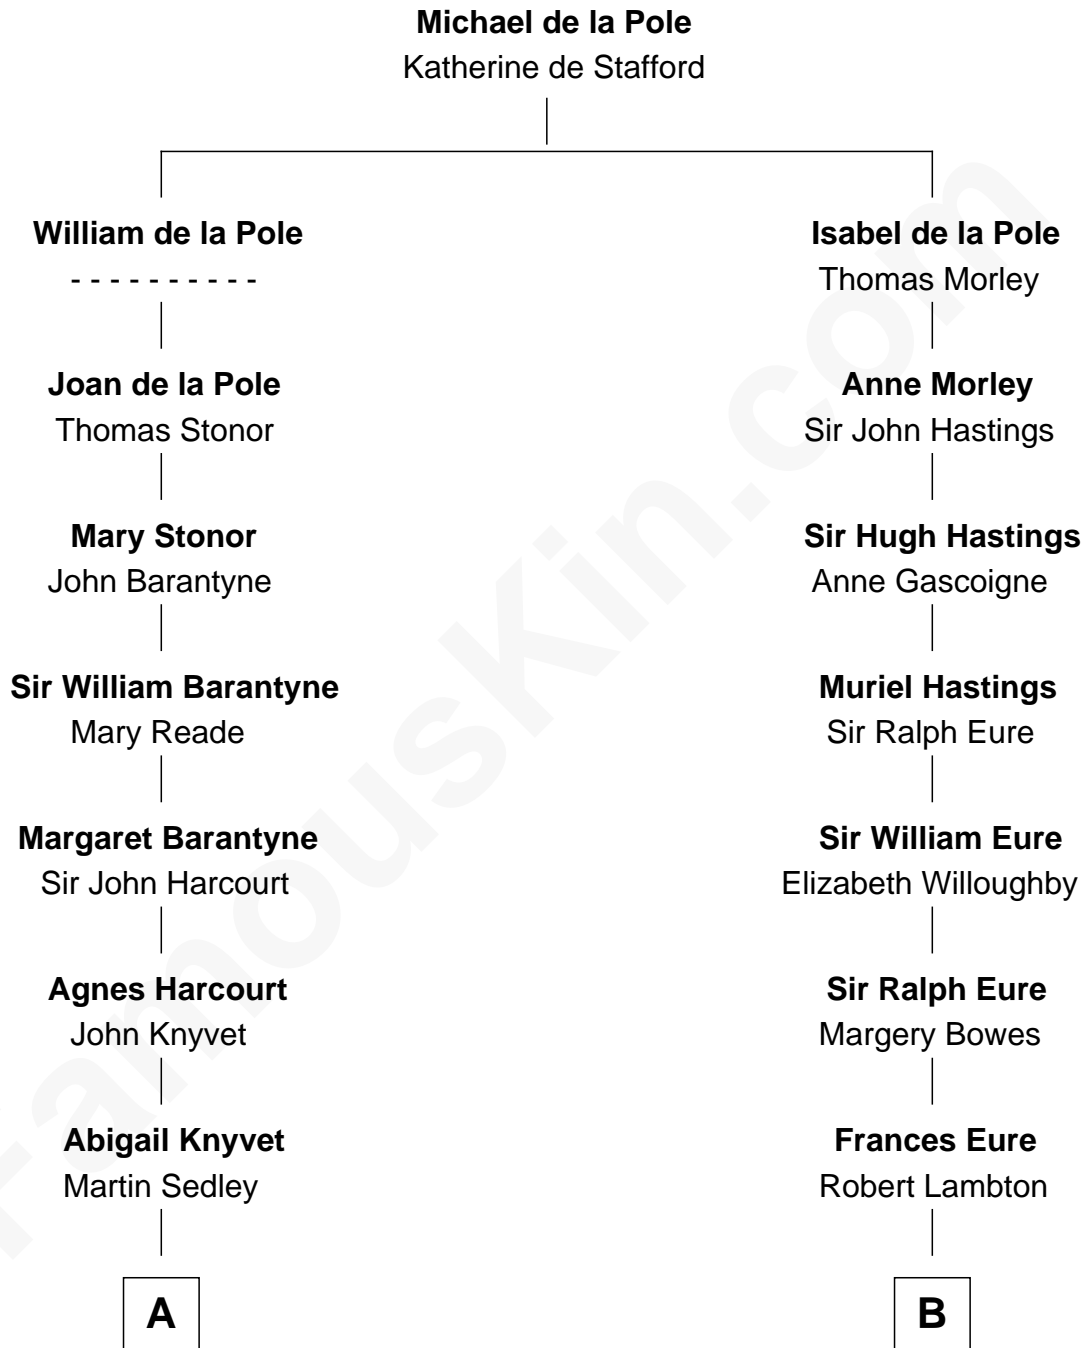 Michael de la Pole
Katherine de Stafford
William de la Pole
- - - - - - - - - -
Joan de la Pole
Thomas Stonor
Mary Stonor
John Barantyne
Sir William Barantyne
Mary Reade
Margaret Barantyne
Sir John Harcourt
Agnes Harcourt
John Knyvet
Abigail Knyvet
Martin Sedley
A
Isabel de la Pole
Thomas Morley
Anne Morley
Sir John Hastings
Sir Hugh Hastings
Anne Gascoigne
Muriel Hastings
Sir Ralph Eure
Sir William Eure
Elizabeth Willoughby
Sir Ralph Eure
Margery Bowes
Frances Eure
Robert Lambton
B
FamousKin.com